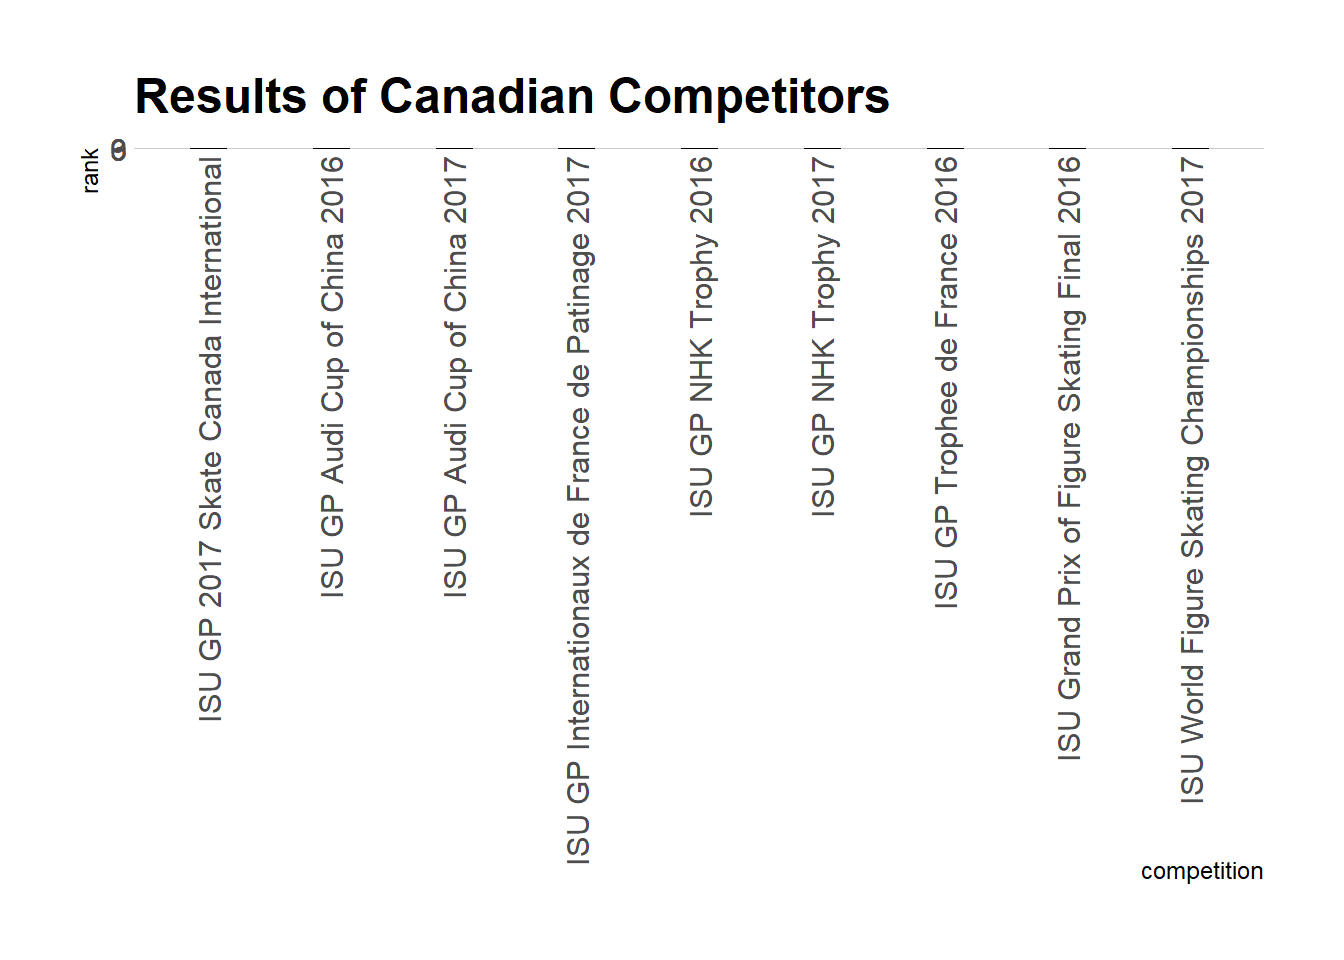 Results of Canadian Competitors
rank
ISU GP 2017 Skate Canada International
ISU GP Audi Cup of China 2016
ISU GP Audi Cup of China 2017
ISU GP Internationaux de France de Patinage 2017
ISU GP NHK Trophy 2016
ISU GP NHK Trophy 2017
ISU GP Trophee de France 2016
ISU Grand Prix of Figure Skating Final 2016
ISU World Figure Skating Championships 2017
competition